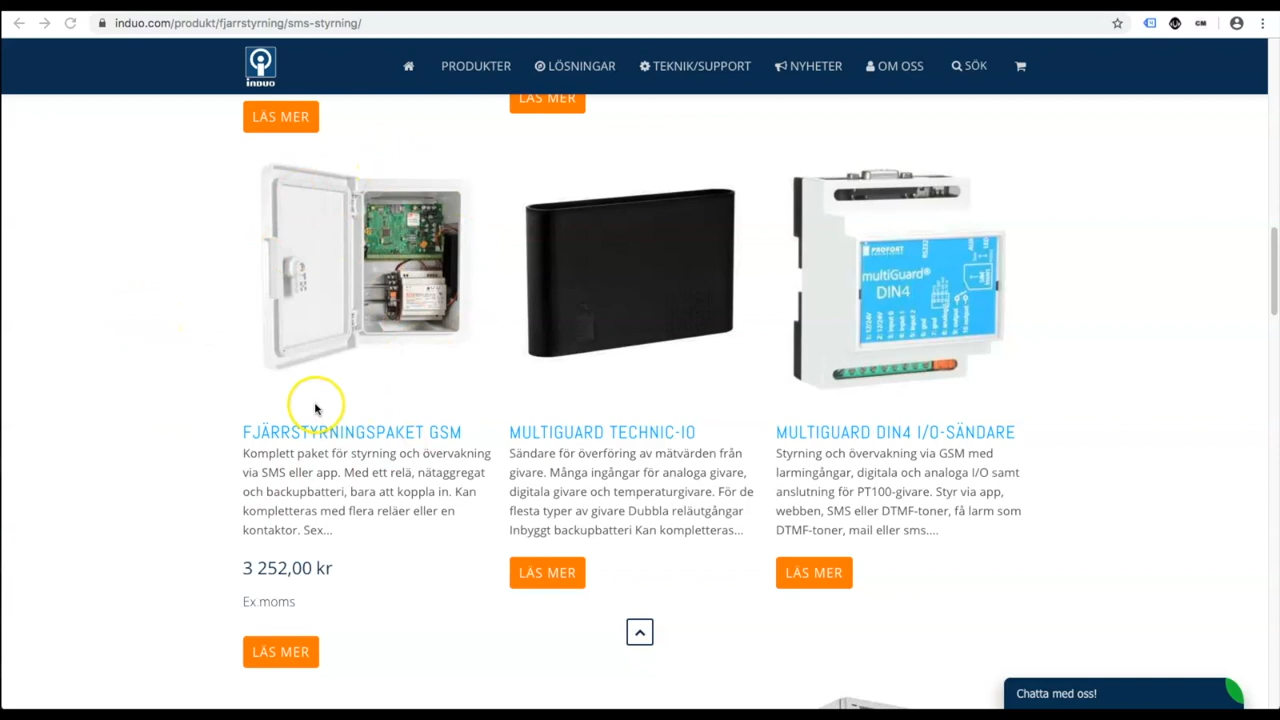 induo.com/produkt/fjarrstyrning/sms-styrning/
CM
INDUO
PRODUKTER
LÖSNINGAR
TEKNIK/SUPPORT
NYHETER
OM OSS
SÖK
LÄS MER
LÄS MER
PROFORT
multiGuard®
DIN4
RS232
FJÄRRSTYRNINGSPAKET GSM
Komplett paket för styrning och övervakning
via SMS eller app. Med ett relä, nätaggregat
och backupbatteri, bara att koppla in. Kan
kompletteras med flera reläer eller en
kontaktor. Sex...
3 252,00 kr
Ex.moms
LÄS MER
MULTIGUARD TECHNIC-IO
Sändare för överföring av mätvärden från
givare. Många ingångar för analoga givare,
digitala givare och temperaturgivare. För de
flesta typer av givare Dubbla reläutgångar
Inbyggt backupbatteri Kan kompletteras...
LÄS MER
MULTIGUARD DIN4 I/O-SÄNDARE
Styrning och övervakning via GSM med
larmingångar, digitala och analoga I/O samt
anslutning för PT100-givare. Styr via app,
webben, SMS eller DTMF-toner, få larm som
DTMF-toner, mail eller sms....
LÄS MER
Chatta med oss!